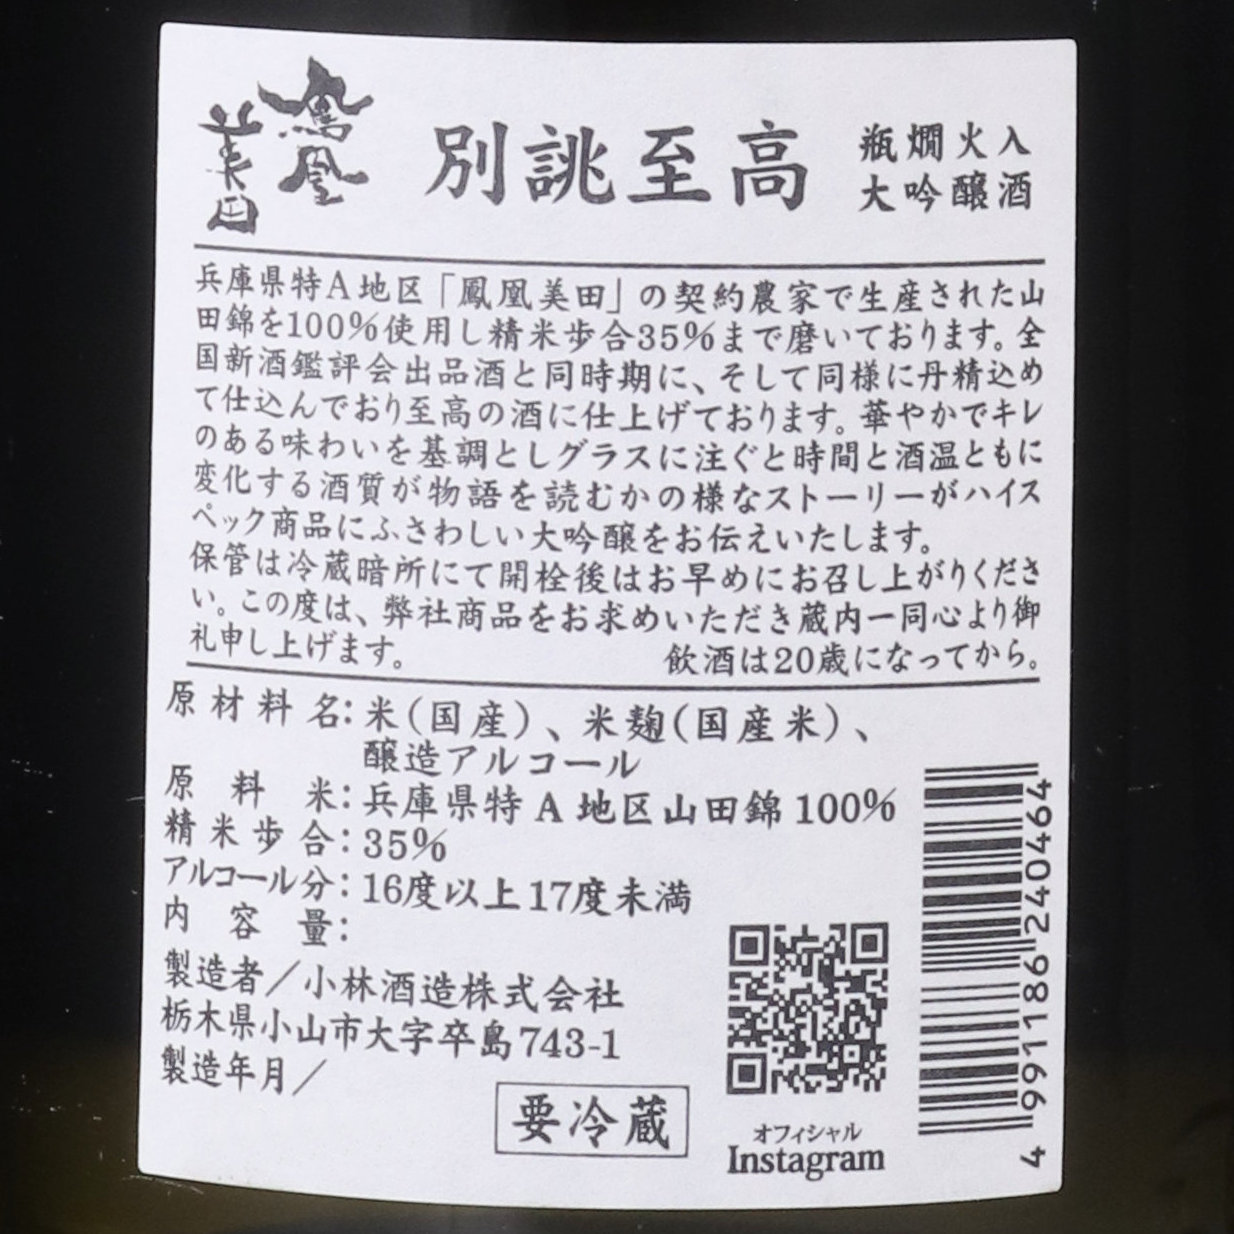 鳳凰美田
別誂至高
瓶燗火入
大吟醸酒
兵庫県特A地区「鳳凰美田」の契約農家で生産された山
田錦を100%使用し精米歩合35%まで磨いております。全
国新酒鑑評会出品酒と同時期に、そして同様に丹精込め
て仕込んでおり至高の酒に仕上げております。華やかでキレ
のある味わいを基調としグラスに注ぐと時間と酒温ともに
変化する酒質が物語を読むかの様なストーリーがハイス
ペック商品にふさわしい大吟醸をお伝えいたします。
保管は冷蔵暗所にて開栓後はお早めにお召し上がりくださ
い。この度は、弊社商品をお求めいただき蔵内一同心より御
礼申し上げます。 飲酒は20歳になってから。
原材料名：米（国産）、米麹（国産米）、
醸造アルコール
原料米：兵庫県特A地区山田錦100%
精米歩合：35%
アルコール分：16度以上17度未満
内容量：
製造者／小林酒造株式会社
栃木県小山市大字卒島743-1
製造年月／
要冷蔵
オフィシャル
Instagram
4 991186 240464